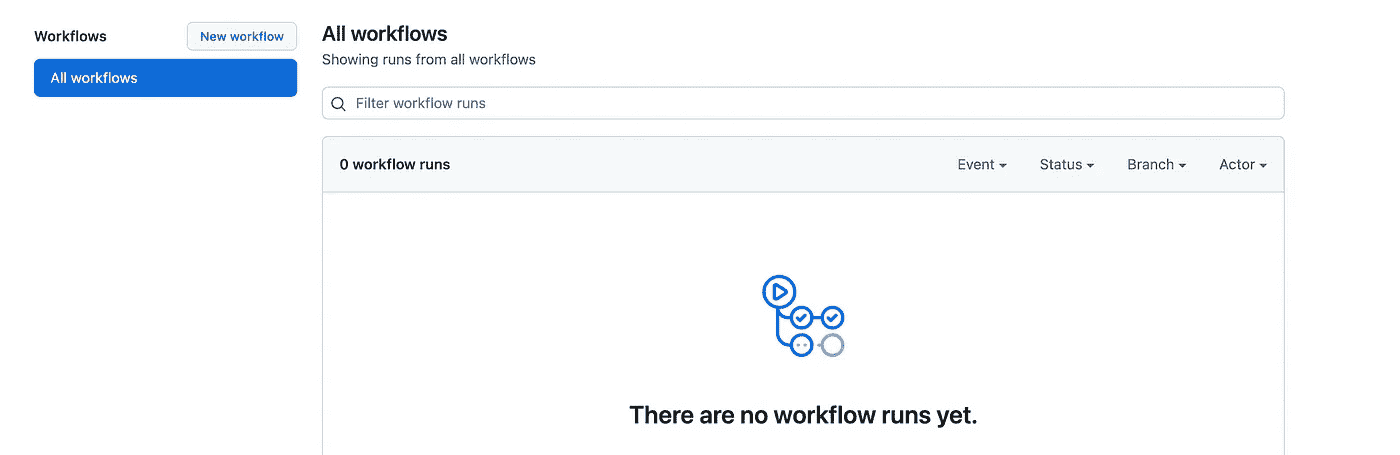 Workflows
New workflow
All workflows
All workflows
Showing runs from all workflows
Filter workflow runs
0 workflow runs
Event
Status
Branch
Actor
There are no workflow runs yet.